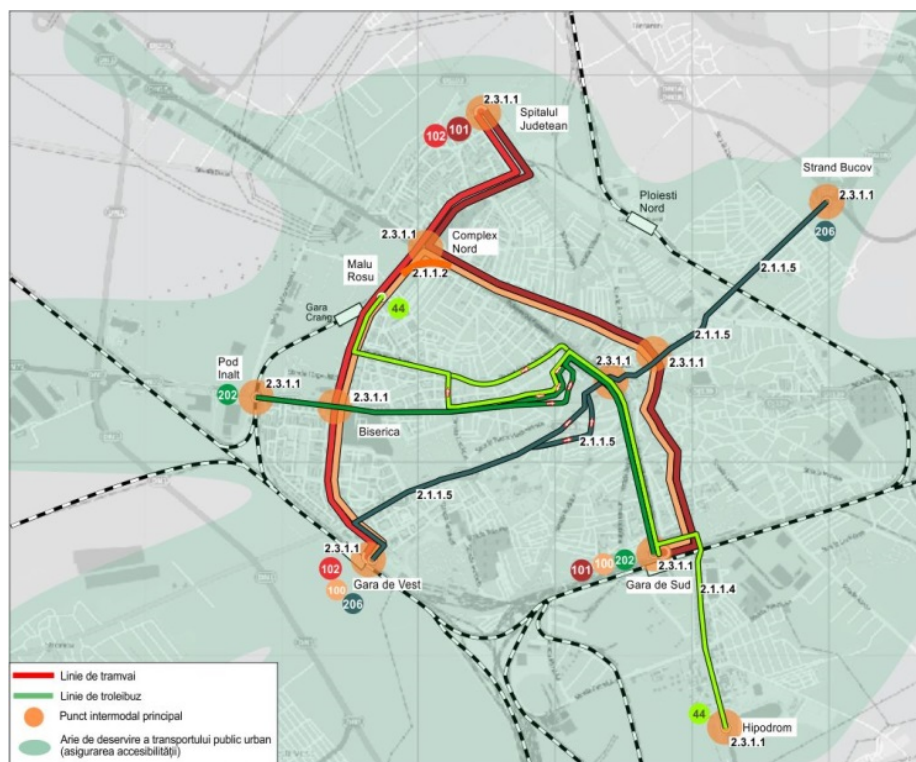 2.3.1.1
Spitalul
Judetean
102
101
Strand Bucov
2.3.1.1
206
Ploiesti
Nord
2.3.1.1
Complex
Nord
Malu
Rosu
2.1.1.2
2.1.1.5
44
Gara
Crang
2.1.1.5
Pod
Inalt
2.3.1.1
2.3.1.1
202
2.3.1.1
2.3.1.1
Biserica
2.1.1.5
2.1.1.5
2.3.1.1
Gara de Vest
102
100
206
101
100
202
2.3.1.1
Gara de Sud
2.1.1.4
44
Hipodrom
2.3.1.1
Linie de tramvai
Linie de troleibuz
Punct intermodal principal
Arie de deservire a transportului public urban
(asigurarea accesibilității)